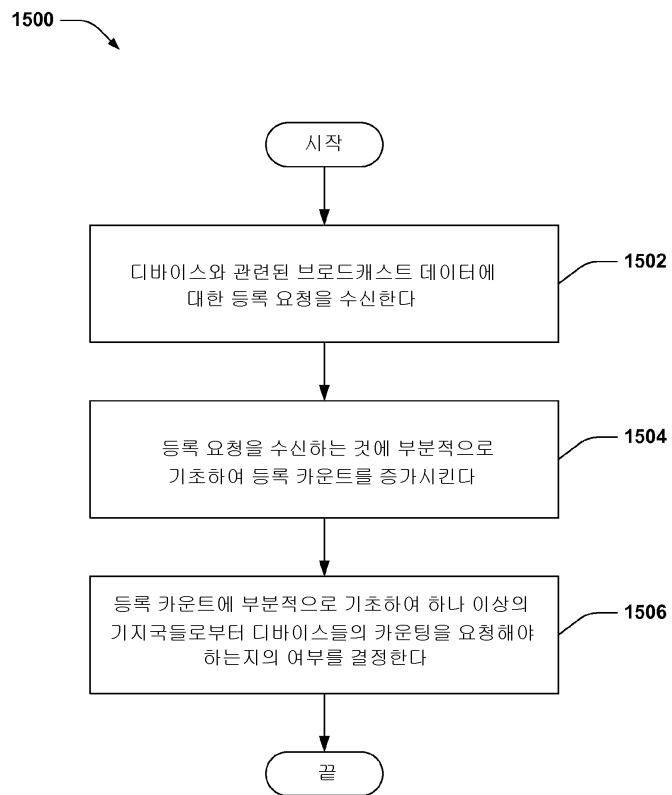 1500
시작
디바이스와 관련된 브로드캐스트 데이터에
대한 등록 요청을 수신한다
1502
등록 요청을 수신하는 것에 부분적으로
기초하여 등록 카운트를 증가시킨다
1504
등록 카운트에 부분적으로 기초하여 하나 이상의
기지국들로부터 디바이스들의 카운팅을 요청해야
하는지의 여부를 결정한다
1506
끝